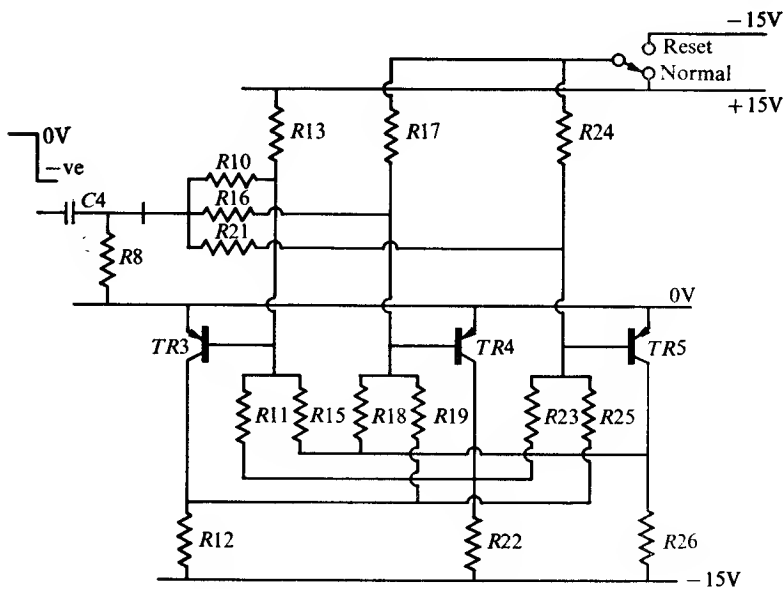 −15V
Reset
Normal
+15V
0V
−ve
R13
R17
R24
R10
R16
R21
C4
R8
0V
TR3
TR4
TR5
R11
R15
R18
R19
R23
R25
R12
R22
R26
−15V